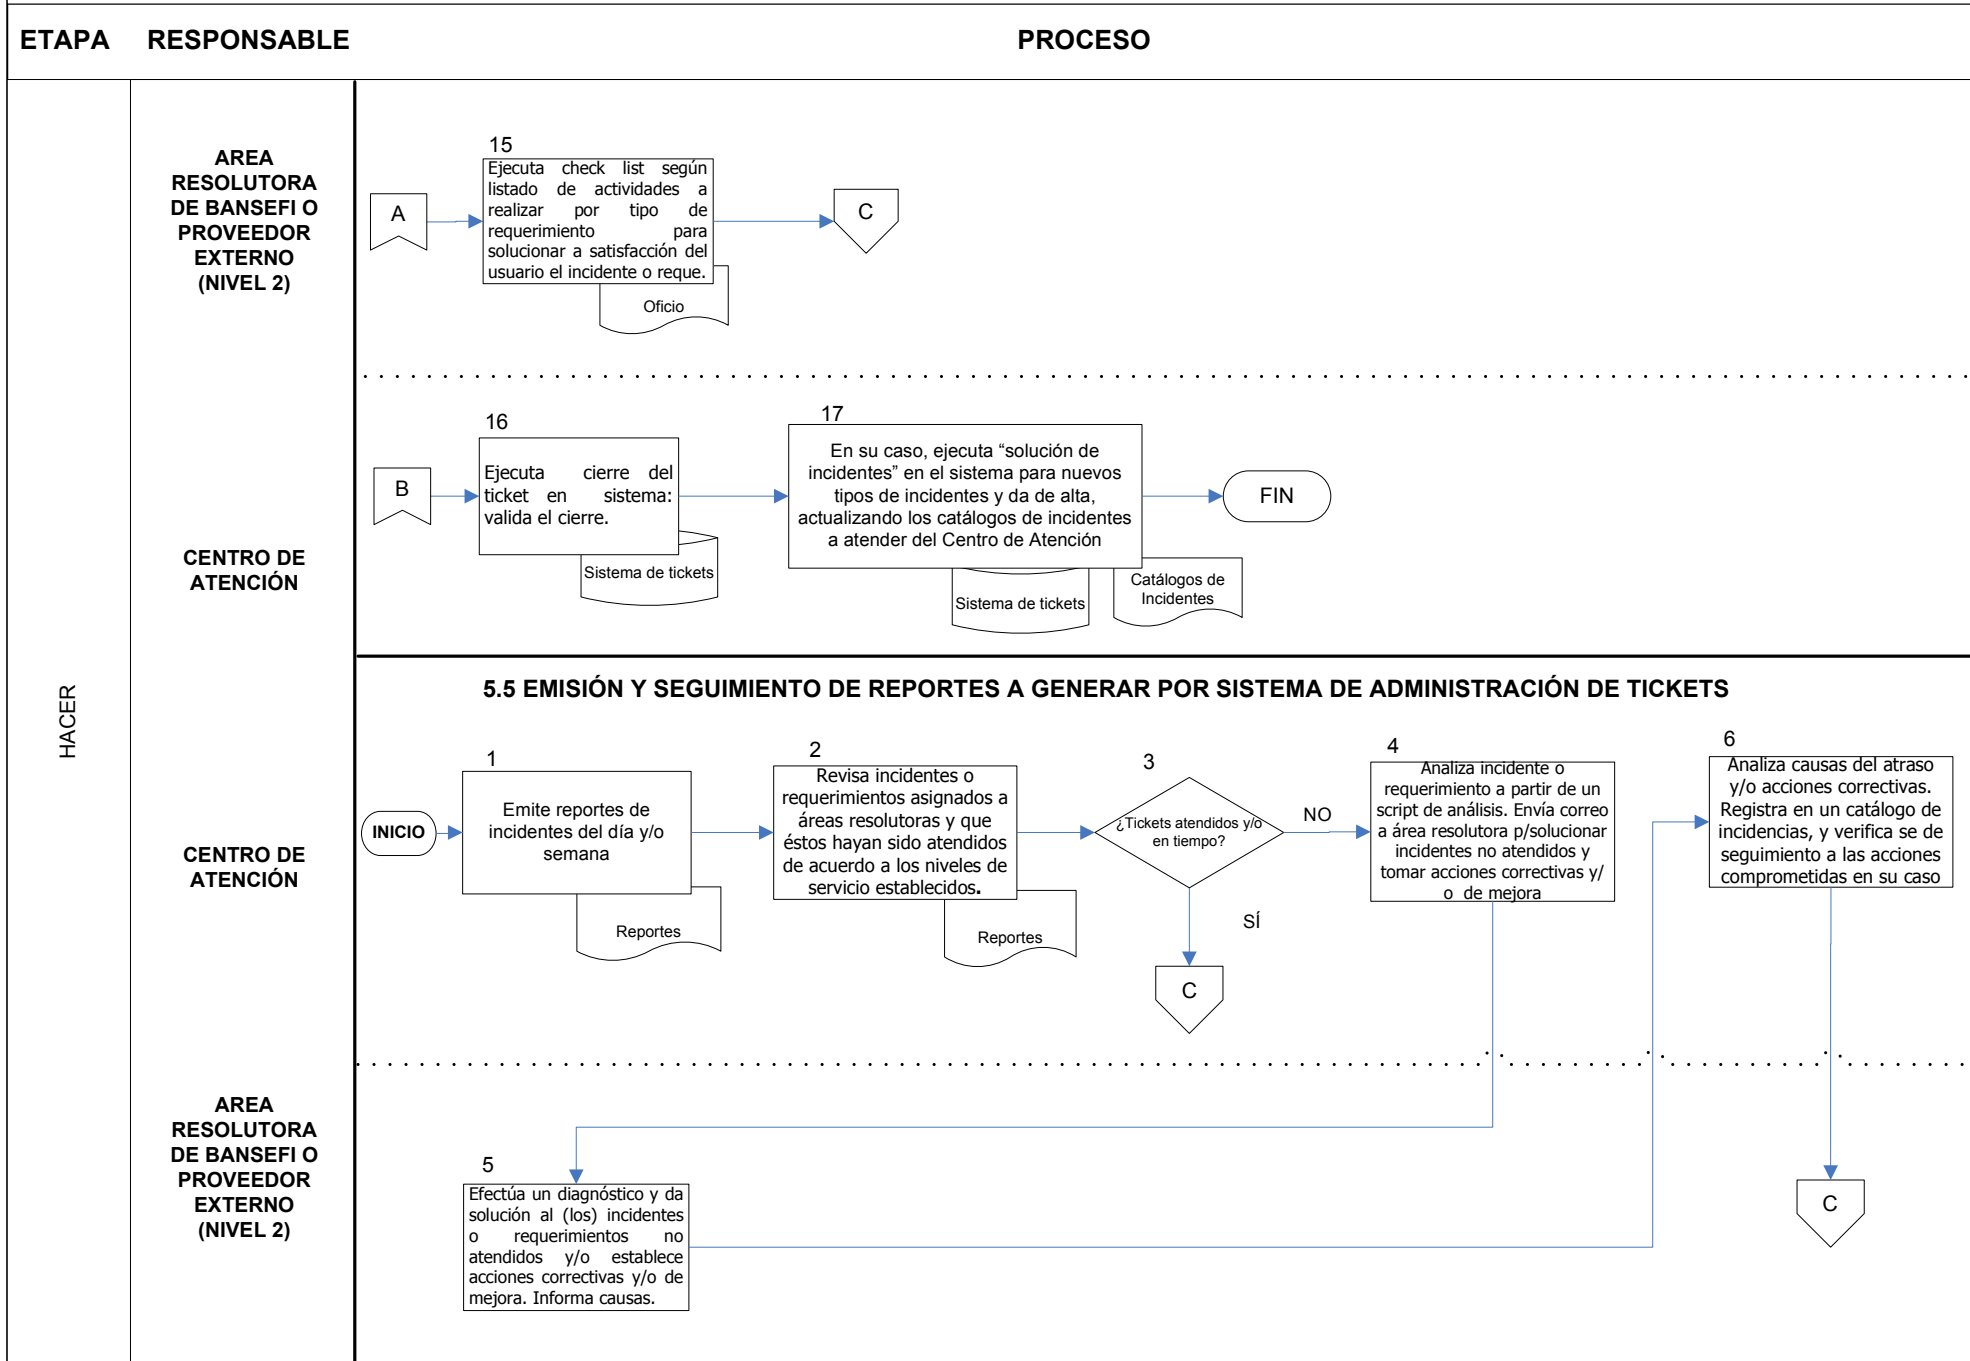 ETAPA RESPONSABLE PROCESO
HACER
AREA
RESOLUTORA
DE BANSEFI O
PROVEEDOR
EXTERNO
(NIVEL 2)
A
15
Ejecuta check list según
listado de actividades a
realizar por tipo de
requerimiento para
solucionar a satisfacción del
usuario el incidente o reque.
Oficio
C
CENTRO DE
ATENCIÓN
B
16
Ejecuta cierre del
ticket en sistema:
valida el cierre.
Sistema de tickets
17
En su caso, ejecuta “solución de
incidentes” en el sistema para nuevos
tipos de incidentes y da de alta,
actualizando los catálogos de incidentes
a atender del Centro de Atención
Sistema de tickets
Catálogos de
Incidentes
FIN
5.5 EMISIÓN Y SEGUIMIENTO DE REPORTES A GENERAR POR SISTEMA DE ADMINISTRACIÓN DE TICKETS
CENTRO DE
ATENCIÓN
INICIO
1
Emite reportes de
incidentes del día y/o
semana
Reportes
2
Revisa incidentes o
requerimientos asignados a
áreas resolutoras y que
éstos hayan sido atendidos
de acuerdo a los niveles de
servicio establecidos.
Reportes
3
¿Tickets atendidos y/o
en tiempo?
NO
SÍ
C
4
Analiza incidente o
requerimiento a partir de un
script de análisis. Envía correo
a área resolutora p/solucionar
incidentes no atendidos y
tomar acciones correctivas y/
o de mejora
6
Analiza causas del atraso
y/o acciones correctivas.
Registra en un catálogo de
incidencias, y verifica se de
seguimiento a las acciones
comprometidas en su caso
AREA
RESOLUTORA
DE BANSEFI O
PROVEEDOR
EXTERNO
(NIVEL 2)
5
Efectúa un diagnóstico y da
solución al (los) incidentes
o requerimientos no
atendidos y/o establece
acciones correctivas y/o de
mejora. Informa causas.
C